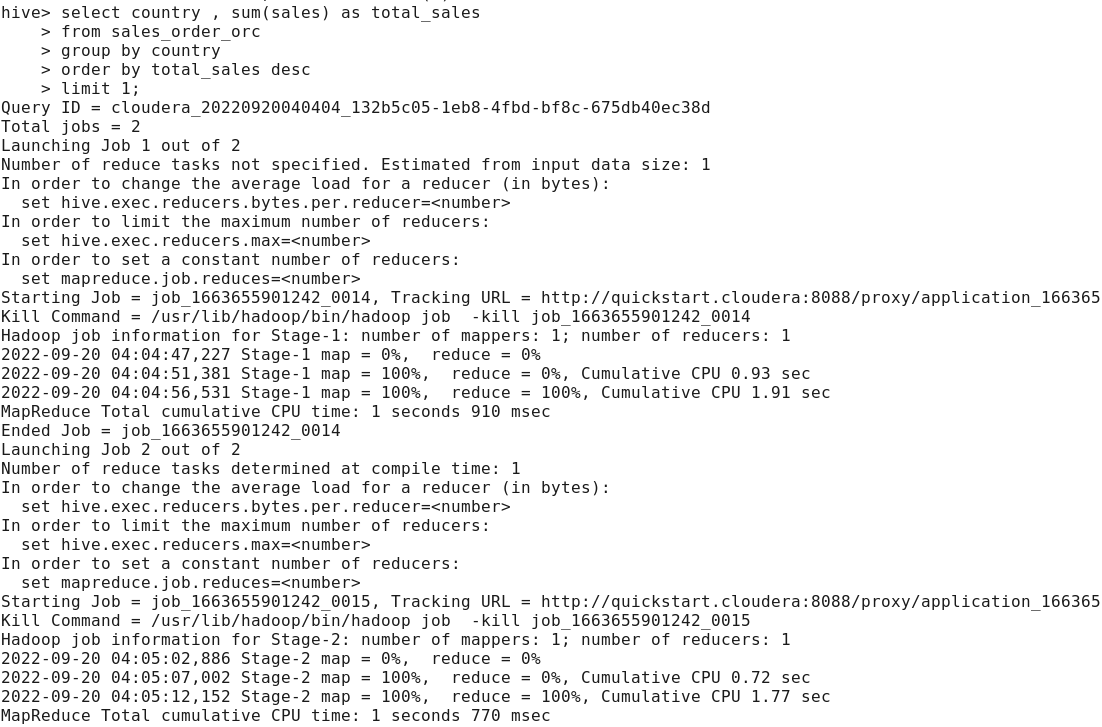 hive> select country , sum(sales) as total_sales
    > from sales_order_orc
    > group by country
    > order by total_sales desc
    > limit 1;
Query ID = cloudera_20220920040404_132b5c05-1eb8-4fbd-bf8c-675db40ec38d
Total jobs = 2
Launching Job 1 out of 2
Number of reduce tasks not specified. Estimated from input data size: 1
In order to change the average load for a reducer (in bytes):
  set hive.exec.reducers.bytes.per.reducer=<number>
In order to limit the maximum number of reducers:
  set hive.exec.reducers.max=<number>
In order to set a constant number of reducers:
  set mapreduce.job.reduces=<number>
Starting Job = job_1663655901242_0014, Tracking URL = http://quickstart.cloudera:8088/proxy/application_166365
Kill Command = /usr/lib/hadoop/bin/hadoop job  -kill job_1663655901242_0014
Hadoop job information for Stage-1: number of mappers: 1; number of reducers: 1
2022-09-20 04:04:47,227 Stage-1 map = 0%,  reduce = 0%
2022-09-20 04:04:51,381 Stage-1 map = 100%,  reduce = 0%, Cumulative CPU 0.93 sec
2022-09-20 04:04:56,531 Stage-1 map = 100%,  reduce = 100%, Cumulative CPU 1.91 sec
MapReduce Total cumulative CPU time: 1 seconds 910 msec
Ended Job = job_1663655901242_0014
Launching Job 2 out of 2
Number of reduce tasks determined at compile time: 1
In order to change the average load for a reducer (in bytes):
  set hive.exec.reducers.bytes.per.reducer=<number>
In order to limit the maximum number of reducers:
  set hive.exec.reducers.max=<number>
In order to set a constant number of reducers:
  set mapreduce.job.reduces=<number>
Starting Job = job_1663655901242_0015, Tracking URL = http://quickstart.cloudera:8088/proxy/application_166365
Kill Command = /usr/lib/hadoop/bin/hadoop job  -kill job_1663655901242_0015
Hadoop job information for Stage-2: number of mappers: 1; number of reducers: 1
2022-09-20 04:05:02,886 Stage-2 map = 0%,  reduce = 0%
2022-09-20 04:05:07,002 Stage-2 map = 100%,  reduce = 0%, Cumulative CPU 0.72 sec
2022-09-20 04:05:12,152 Stage-2 map = 100%,  reduce = 100%, Cumulative CPU 1.77 sec
MapReduce Total cumulative CPU time: 1 seconds 770 msec